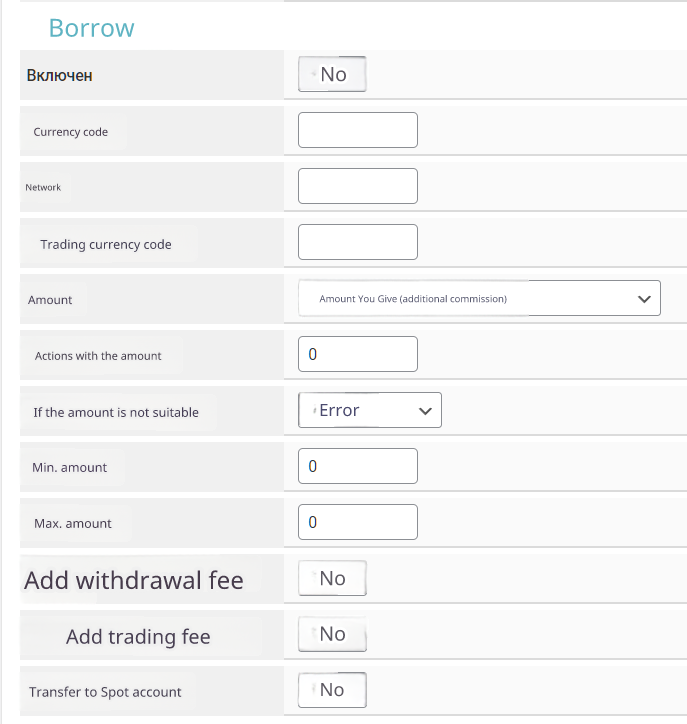 Borrow
Включен
No
Currency code
Network
Trading currency code
Amount
Amount You Give (additional commission)
Actions with the amount
0
If the amount is not suitable
Error
Min. amount
0
Max. amount
0
Add withdrawal fee
No
Add trading fee
No
Transfer to Spot account
No